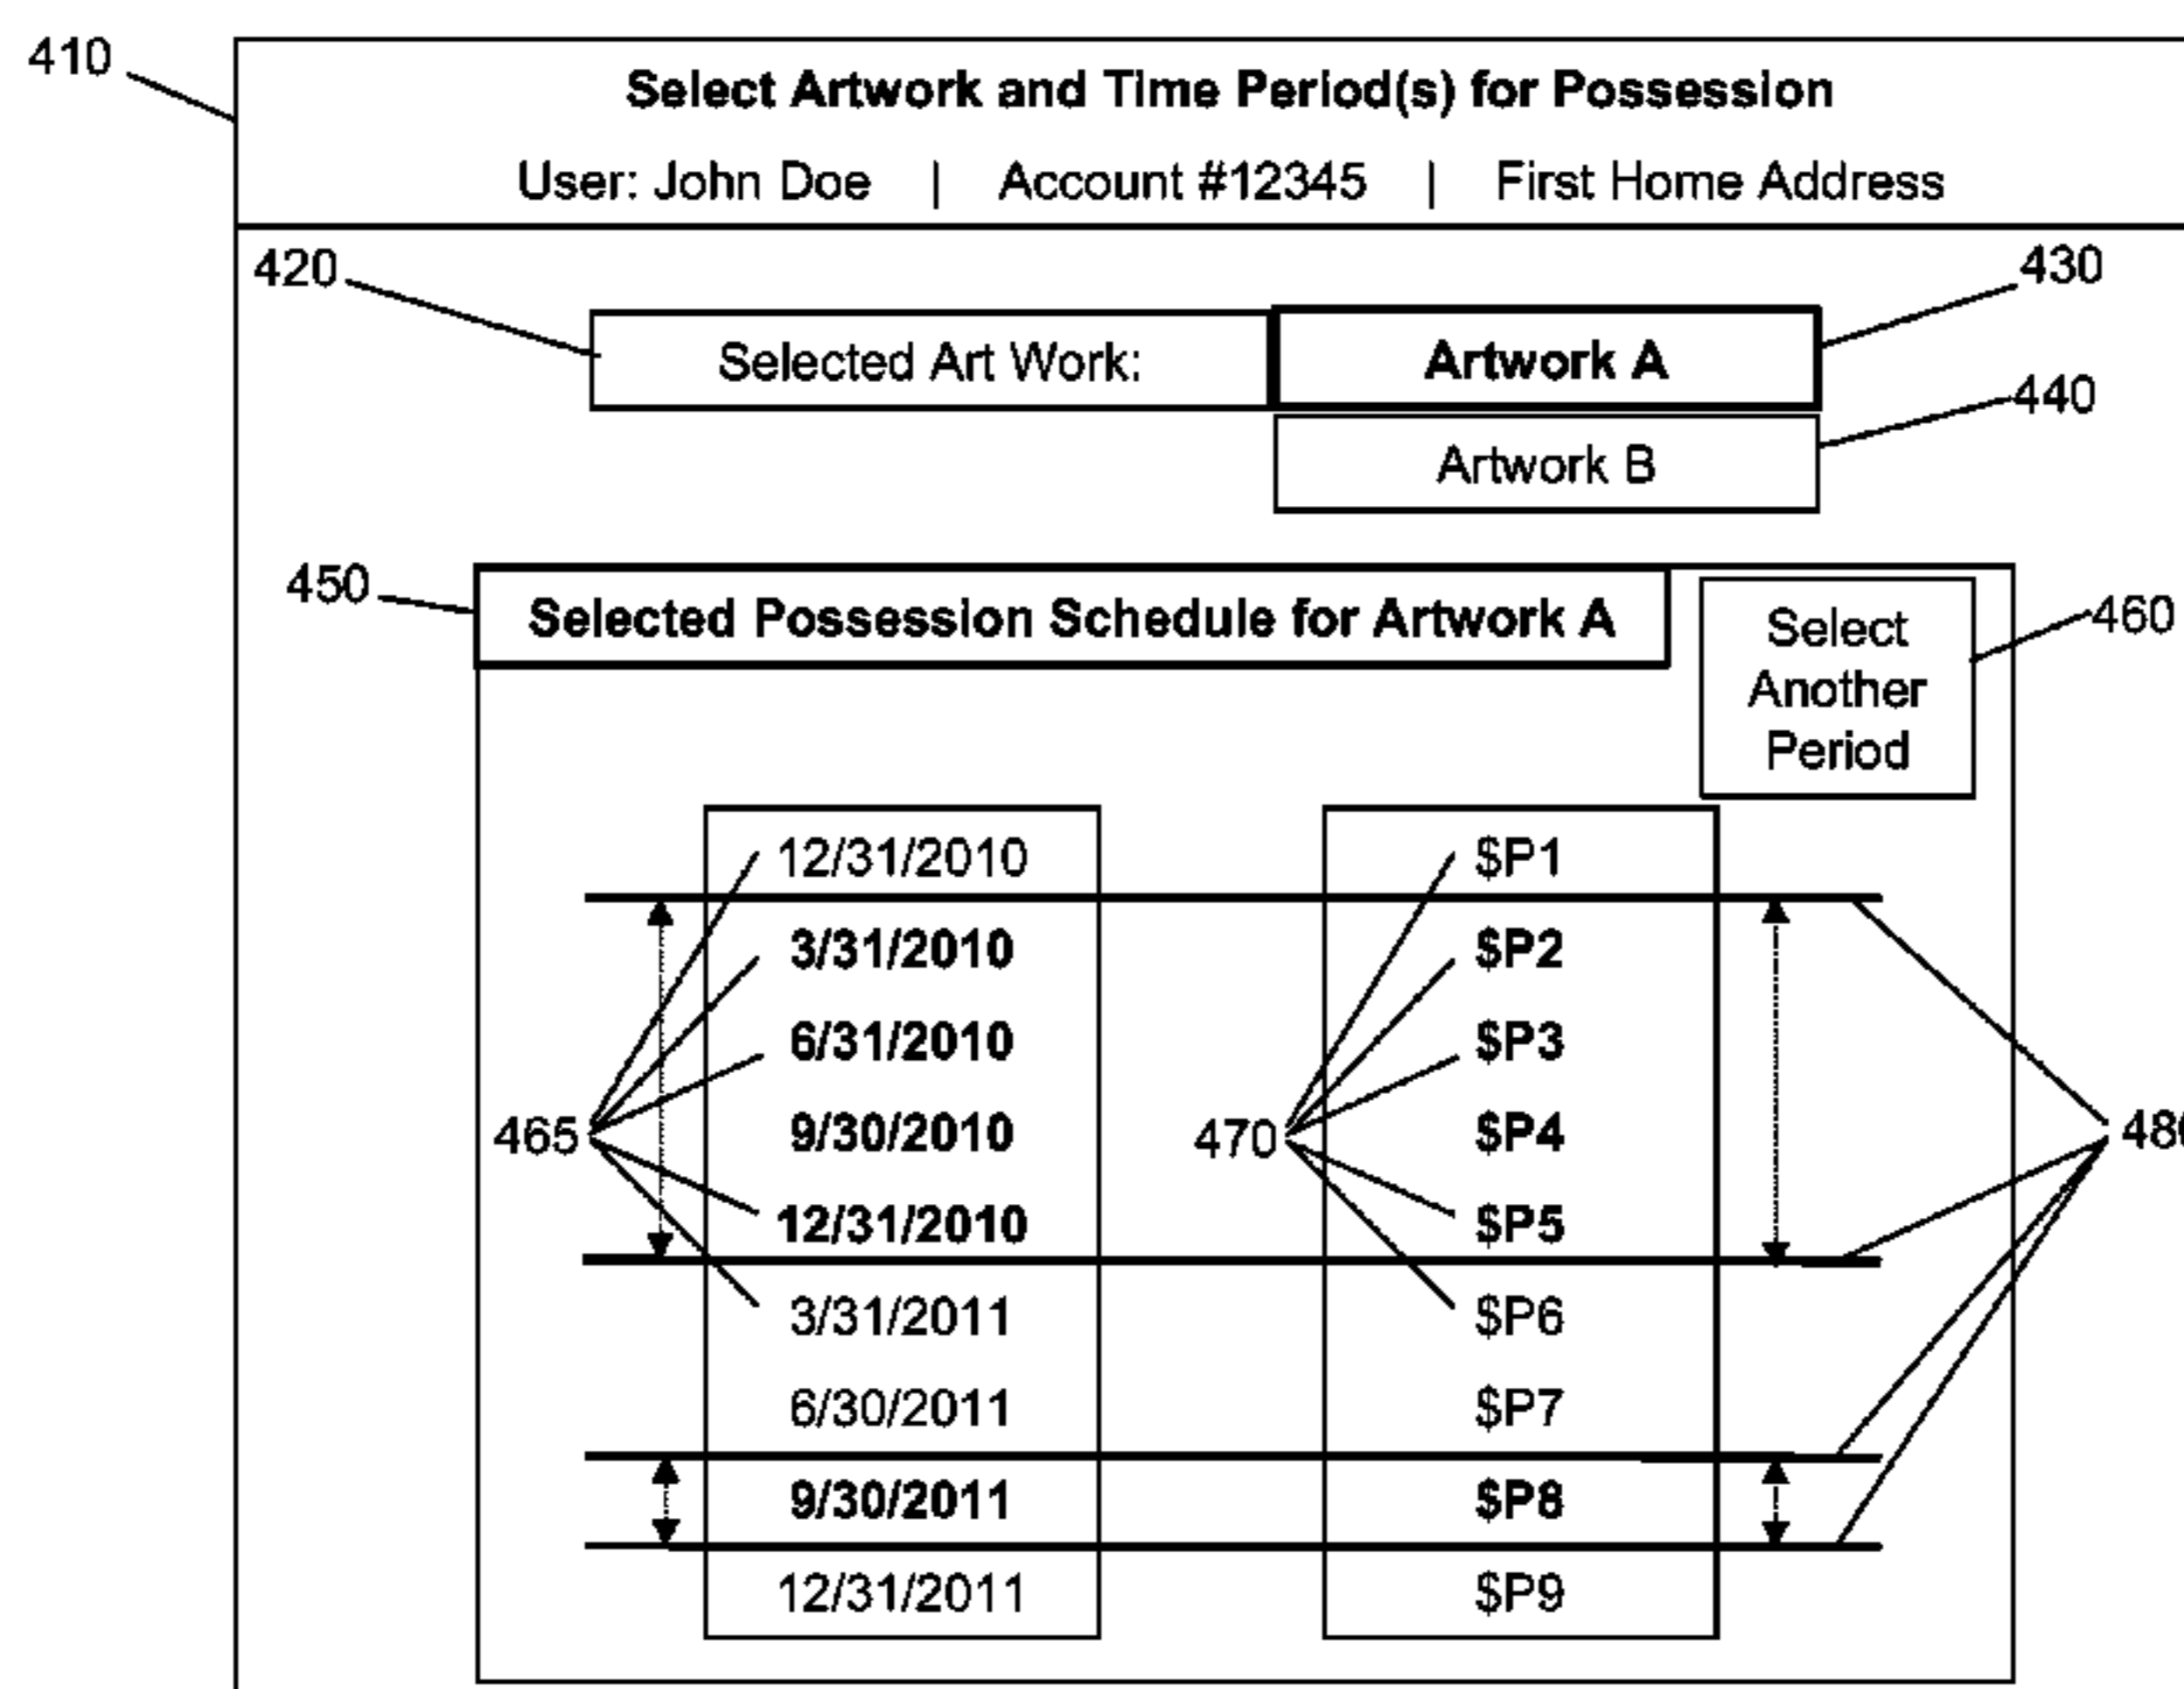 410
Select Artwork and Time Period(s) for Possession
User: John Doe | Account #12345 | First Home Address
420
430
Selected Art Work:
Artwork A
440
Artwork B
450
Selected Possession Schedule for Artwork A
460
Select
Another
Period
12/31/2010 $P1
3/31/2010 $P2
6/31/2010 $P3
465
9/30/2010
470
$P4
12/31/2010 $P5
3/31/2011 $P6
6/30/2011 $P7
9/30/2011 $P8
12/31/2011 $P9